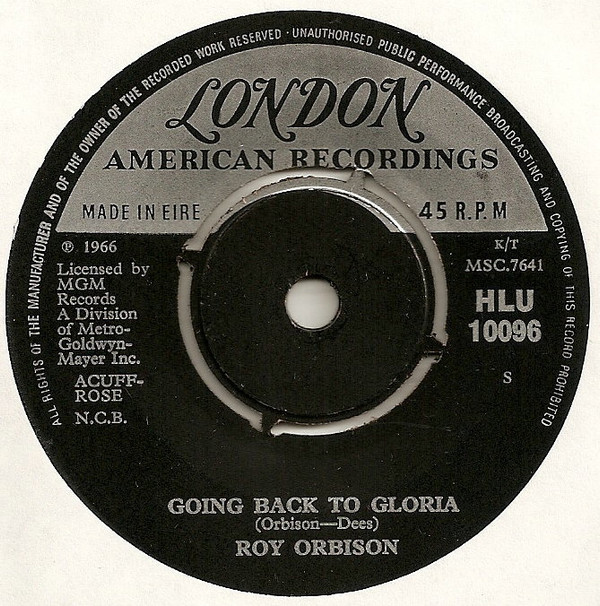 ALL RIGHTS OF THE MANUFACTURER AND OF THE OWNER OF THE RECORDED WORK RESERVED · UNAUTHORISED PUBLIC PERFORMANCE BROADCASTING AND COPYING OF THIS RECORD PROHIBITED
LONDON
AMERICAN RECORDINGS
MADE IN EIRE
45 R.P.M
℗ 1966
Licensed by
MGM
Records
A Division
of Metro-
Goldwyn-
Mayer Inc.
ACUFF-
ROSE
N.C.B.
K/T
MSC.7641
HLU
10096
S
GOING BACK TO GLORIA
(Orbison—Dees)
ROY ORBISON